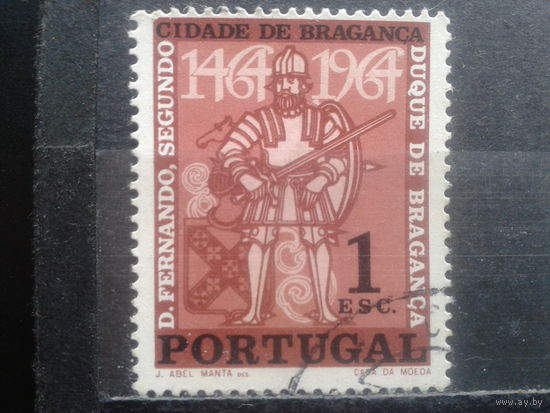 CIDADE DE BRAGANÇA
1464 1964
D. FERNANDO, SEGUNDO
DUQUE DE BRAGANÇA
1
ESC.
PORTUGAL
J. ABEL MANTA DES. CASA DA MOEDA
www.ay.by